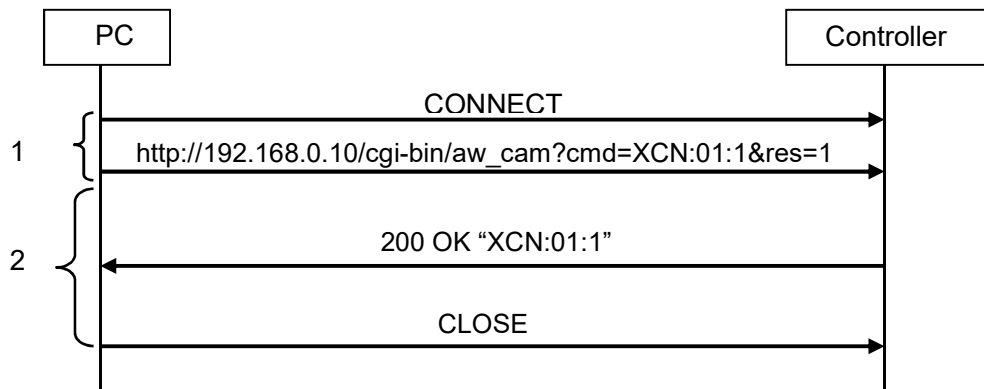 PC
Controller
CONNECT
1
http://192.168.0.10/cgi-bin/aw_cam?cmd=XCN:01:1&res=1
200 OK “XCN:01:1”
2
CLOSE